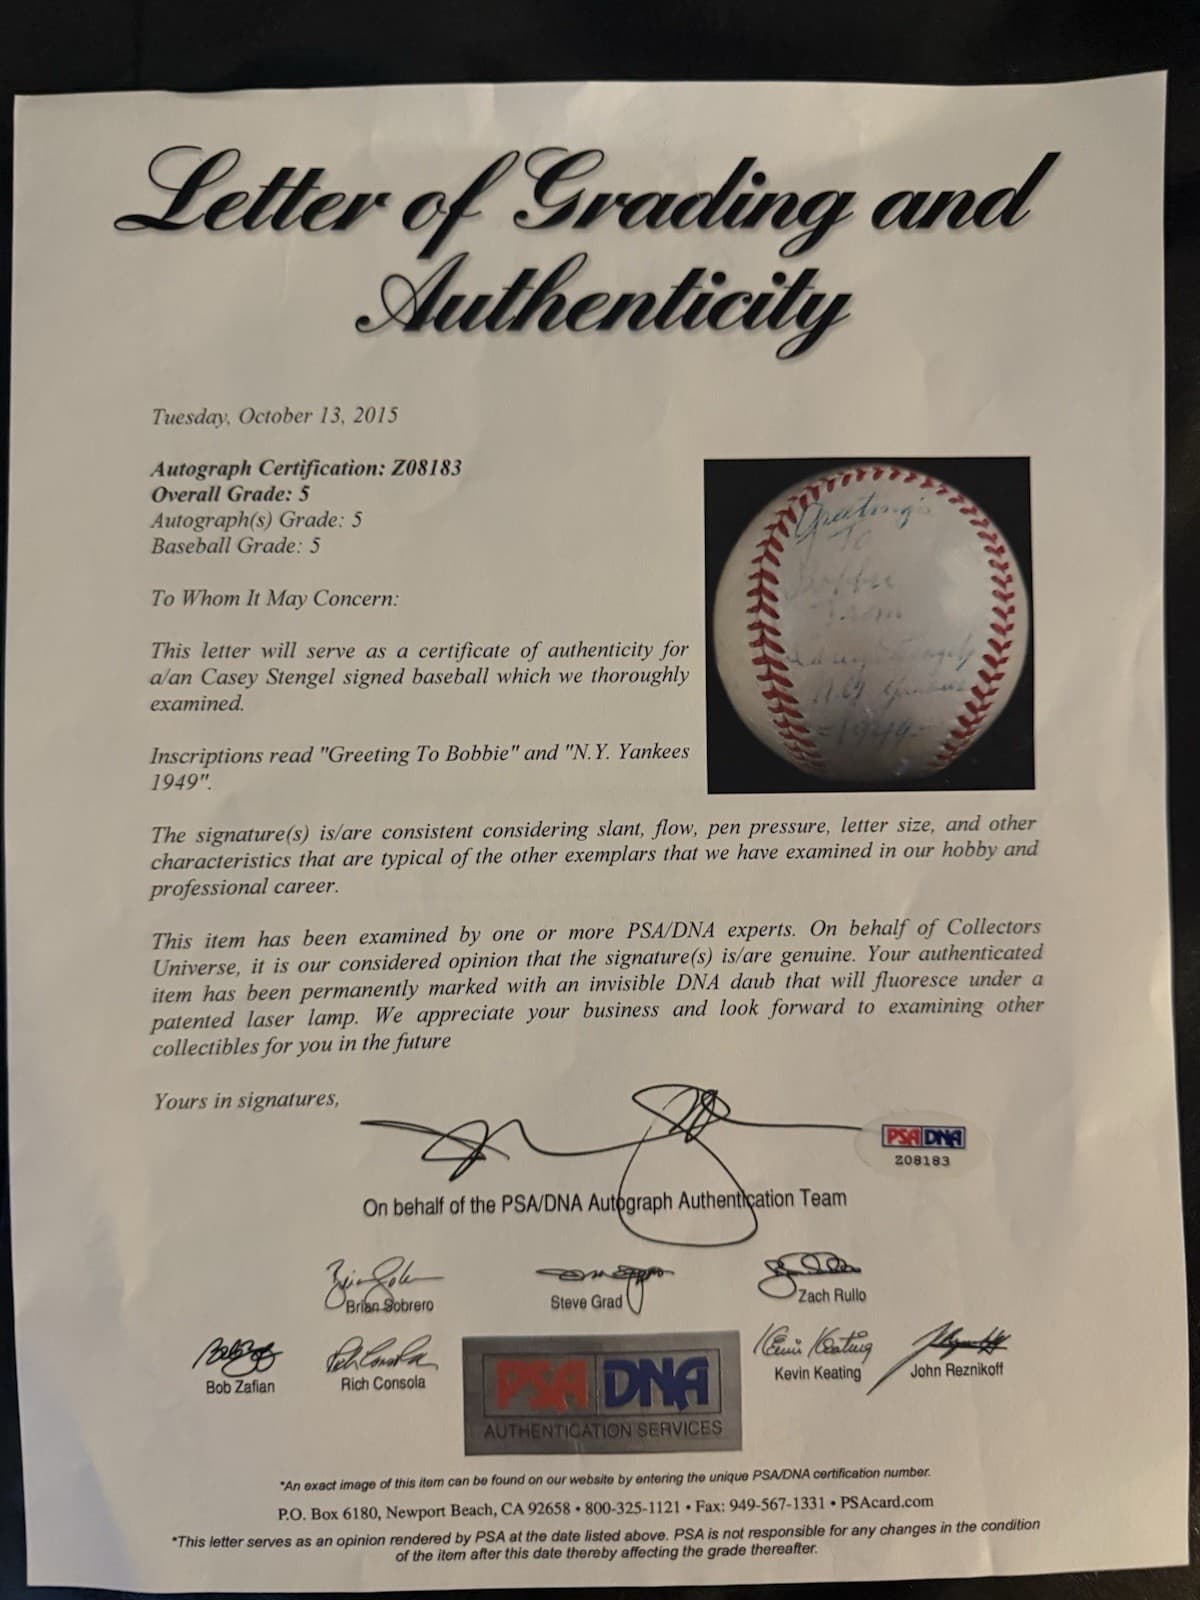 Letter of Grading and
Authenticity
Tuesday, October 13, 2015
Autograph Certification: Z08183
Overall Grade: 5
Autograph(s) Grade: 5
Baseball Grade: 5
To Whom It May Concern:
This letter will serve as a certificate of authenticity for
a/an Casey Stengel signed baseball which we thoroughly
examined.
Inscriptions read "Greeting To Bobbie" and "N.Y. Yankees
1949".
Greeting's
To
Bobbie
From
Casey Stengel
N.Y. Yankees
-1949-
The signature(s) is/are consistent considering slant, flow, pen pressure, letter size, and other
characteristics that are typical of the other exemplars that we have examined in our hobby and
professional career.
This item has been examined by one or more PSA/DNA experts. On behalf of Collectors
Universe, it is our considered opinion that the signature(s) is/are genuine. Your authenticated
item has been permanently marked with an invisible DNA daub that will fluoresce under a
patented laser lamp. We appreciate your business and look forward to examining other
collectibles for you in the future
Yours in signatures,
PSA DNA
Z08183
On behalf of the PSA/DNA Autograph Authentication Team
Brian Sobrero
Steve Grad
Zach Rullo
Kevin Keating
Bob Zafian
Rich Consola
Kevin Keating
John Reznikoff
PSA DNA
AUTHENTICATION SERVICES
*An exact image of this item can be found on our website by entering the unique PSA/DNA certification number.
P.O. Box 6180, Newport Beach, CA 92658 • 800-325-1121 • Fax: 949-567-1331 • PSAcard.com
*This letter serves as an opinion rendered by PSA at the date listed above. PSA is not responsible for any changes in the condition
of the item after this date thereby affecting the grade thereafter.